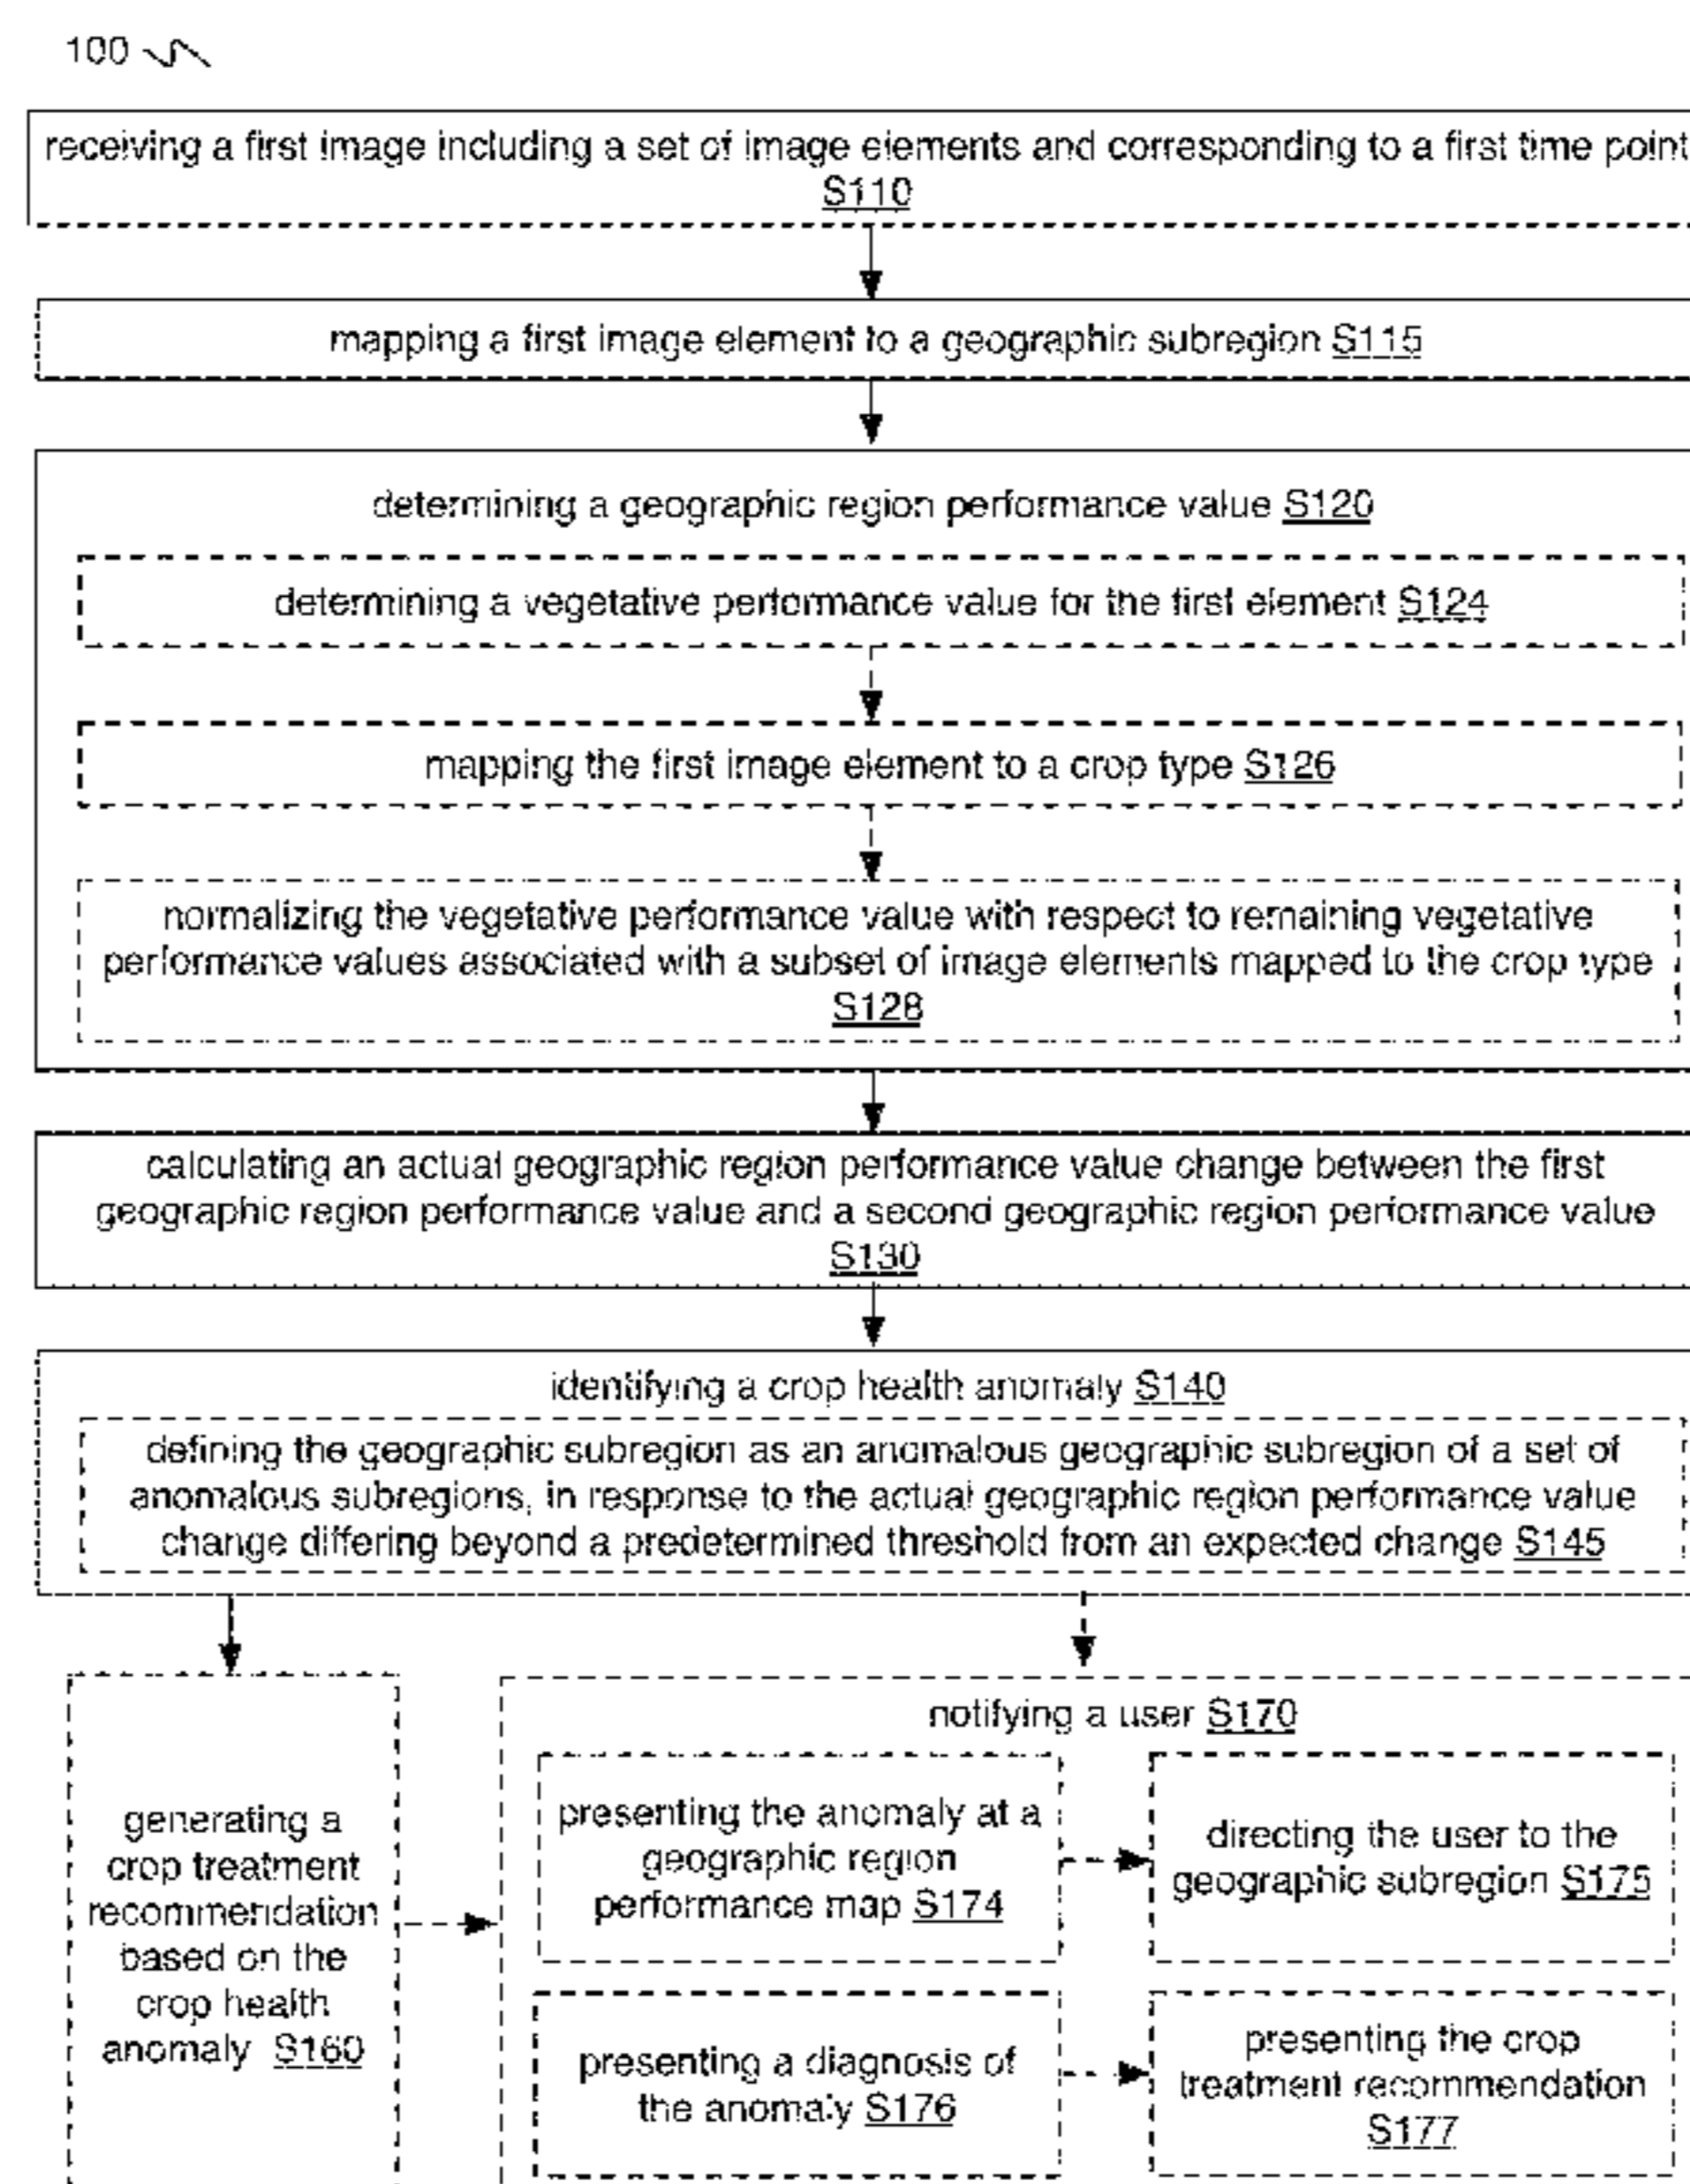 100
receiving a first image including a set of image elements and corresponding to a first time point
S110
mapping a first image element to a geographic subregion S115
determining a geographic region performance value S120
determining a vegetative performance value for the first element S124
mapping the first image element to a crop type S126
normalizing the vegetative performance value with respect to remaining vegetative
performance values associated with a subset of image elements mapped to the crop type
S128
calculating an actual geographic region performance value change between the first
geographic region performance value and a second geographic region performance value
S130
identifying a crop health anomaly S140
defining the geographic subregion as an anomalous geographic subregion of a set of
anomalous subregions, in response to the actual geographic region performance value
change differing beyond a predetermined threshold from an expected change S145
generating a
crop treatment
recommendation
based on the
crop health
anomaly S160
notifying a user S170
presenting the anomaly at a
geographic region
performance map S174
directing the user to the
geographic subregion S175
presenting a diagnosis of
the anomaly S176
presenting the crop
treatment recommendation
S177